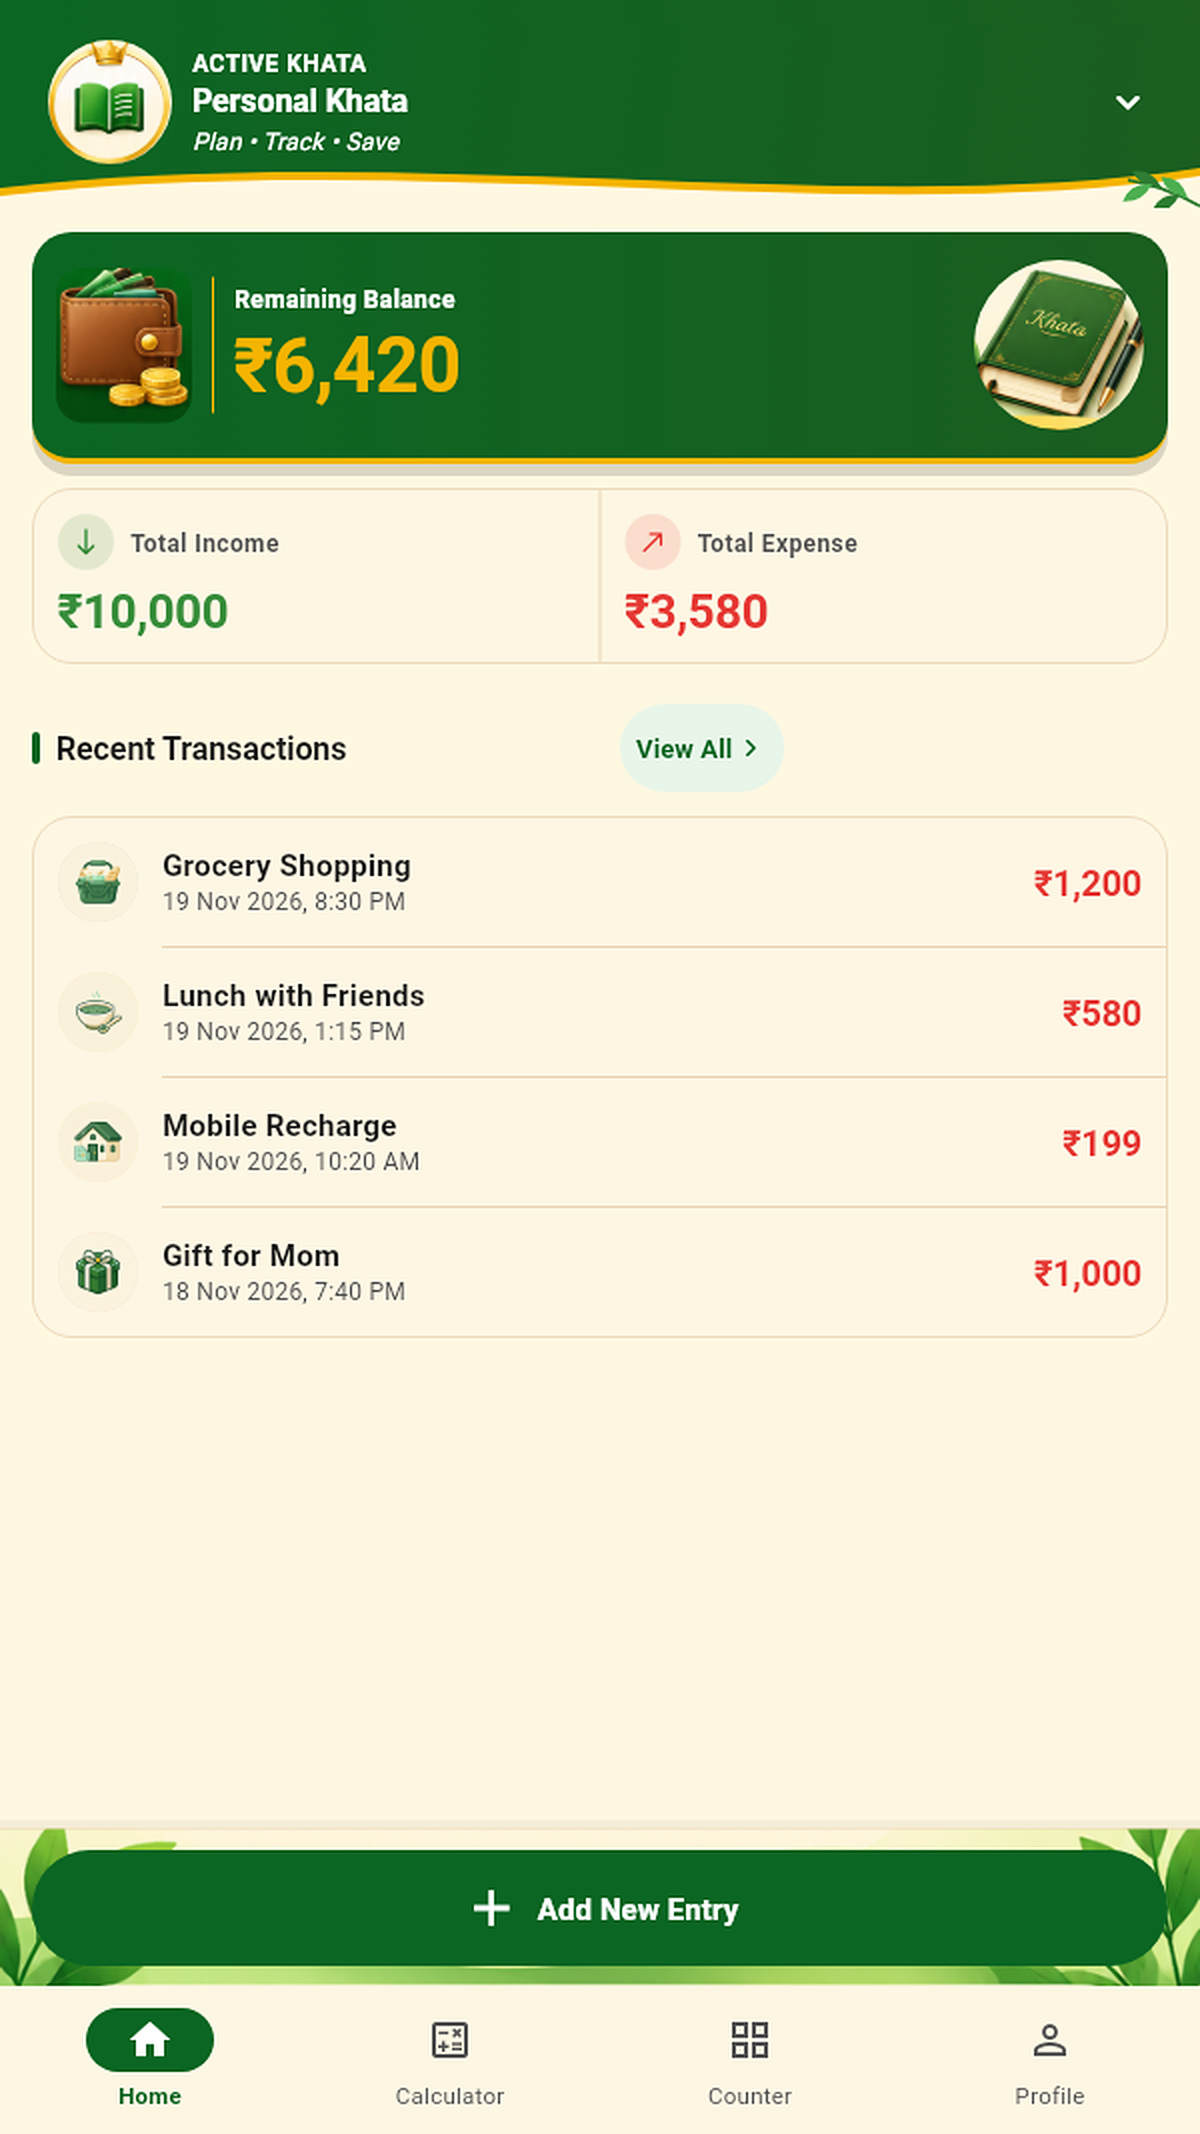 ACTIVE KHATA
Personal Khata
Plan • Track • Save
Remaining Balance
₹6,420
Khata
Total Income
₹10,000
Total Expense
₹3,580
Recent Transactions
View All
Grocery Shopping
19 Nov 2026, 8:30 PM
₹1,200
Lunch with Friends
19 Nov 2026, 1:15 PM
₹580
Mobile Recharge
19 Nov 2026, 10:20 AM
₹199
Gift for Mom
18 Nov 2026, 7:40 PM
₹1,000
Add New Entry
Home
Calculator
Counter
Profile